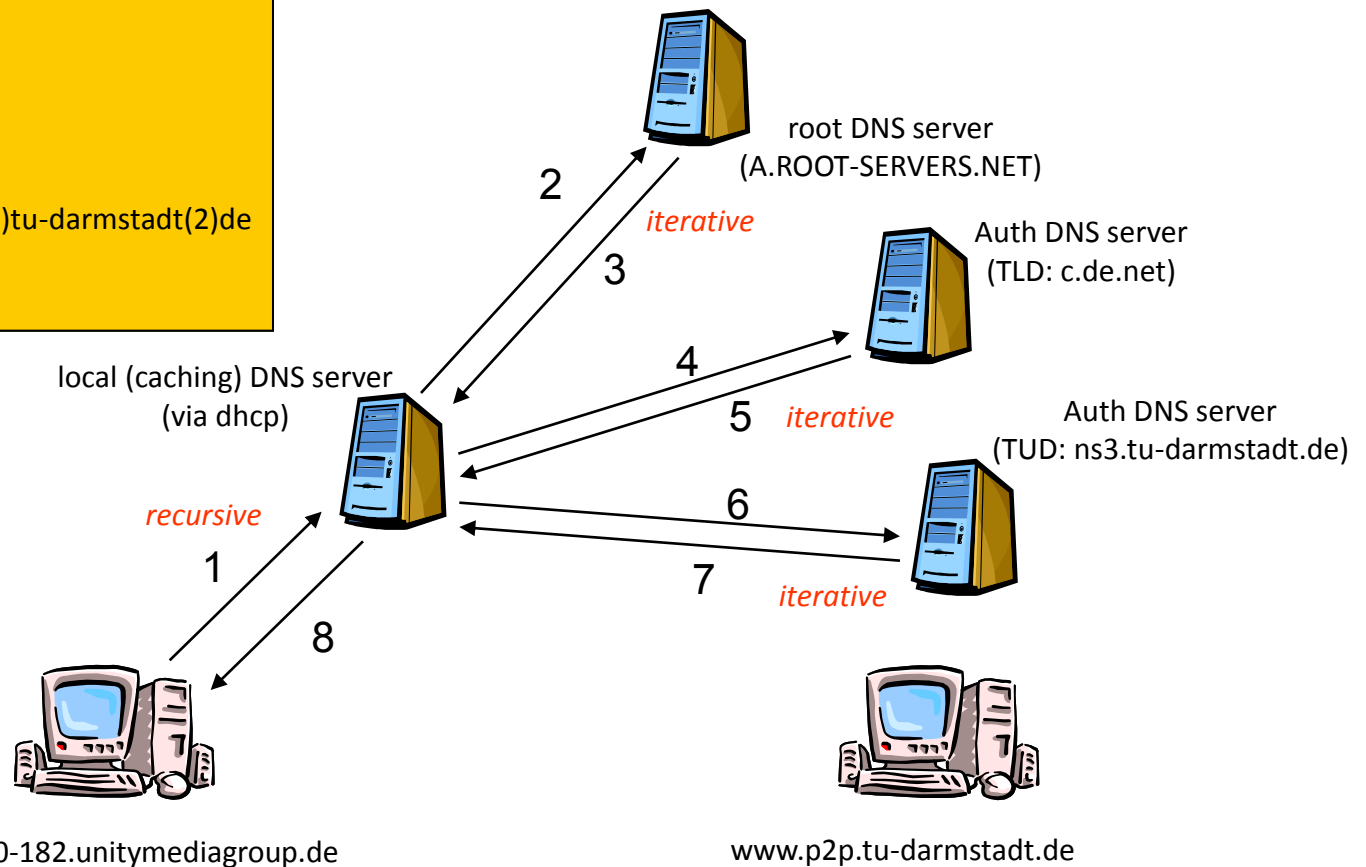 root DNS server
(A.ROOT-SERVERS.NET)
2
)tu-darmstadt(2)de
iterative
Auth DNS server
(TLD: c.de.net)
3
4
local (caching) DNS server
(via dhcp)
5
iterative
Auth DNS server
(TUD: ns3.tu-darmstadt.de)
6
recursive
1
7
iterative
8
0-182.unitymediagroup.de
www.p2p.tu-darmstadt.de